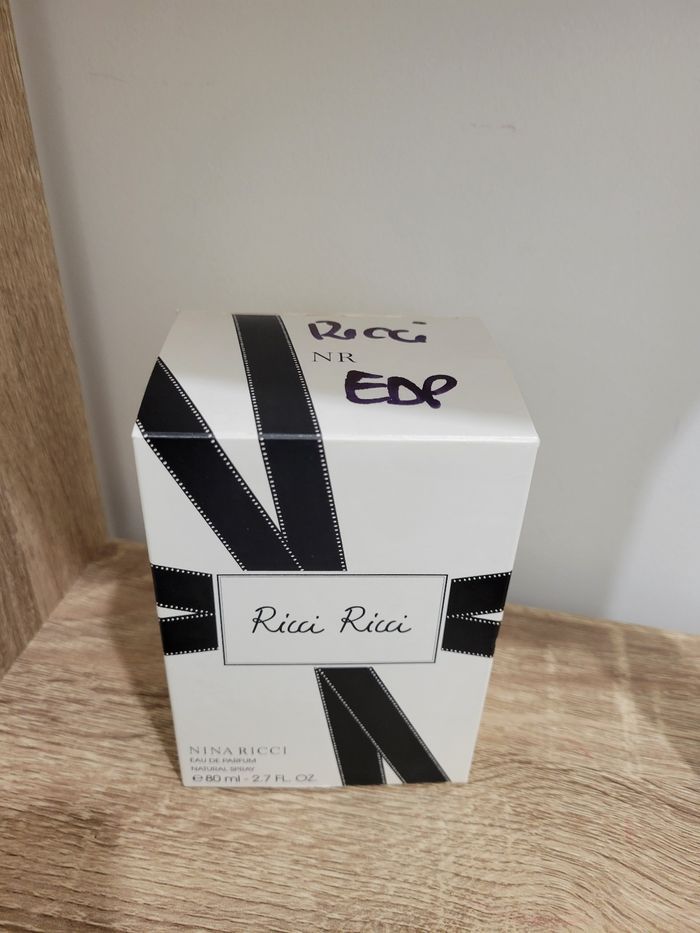 Ricci
NR
EDP
Ricci Ricci
NINA RICCI
EAU DE PARFUM
NATURAL SPRAY
e 80 ml - 2.7 FL. OZ.